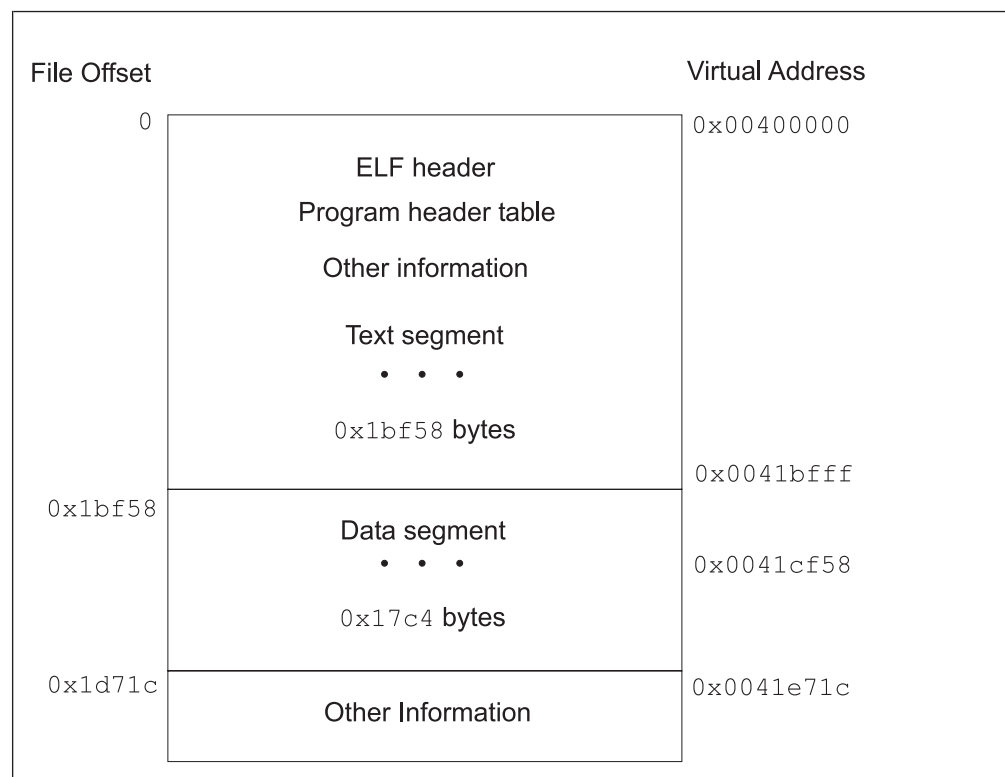 File Offset
Virtual Address
0
0x00400000
ELF header
Program header table
Other information
Text segment
• • •
0x1bf58 bytes
0x0041bfff
0x1bf58
Data segment
• • •
0x0041cf58
0x17c4 bytes
0x1d71c
0x0041e71c
Other Information